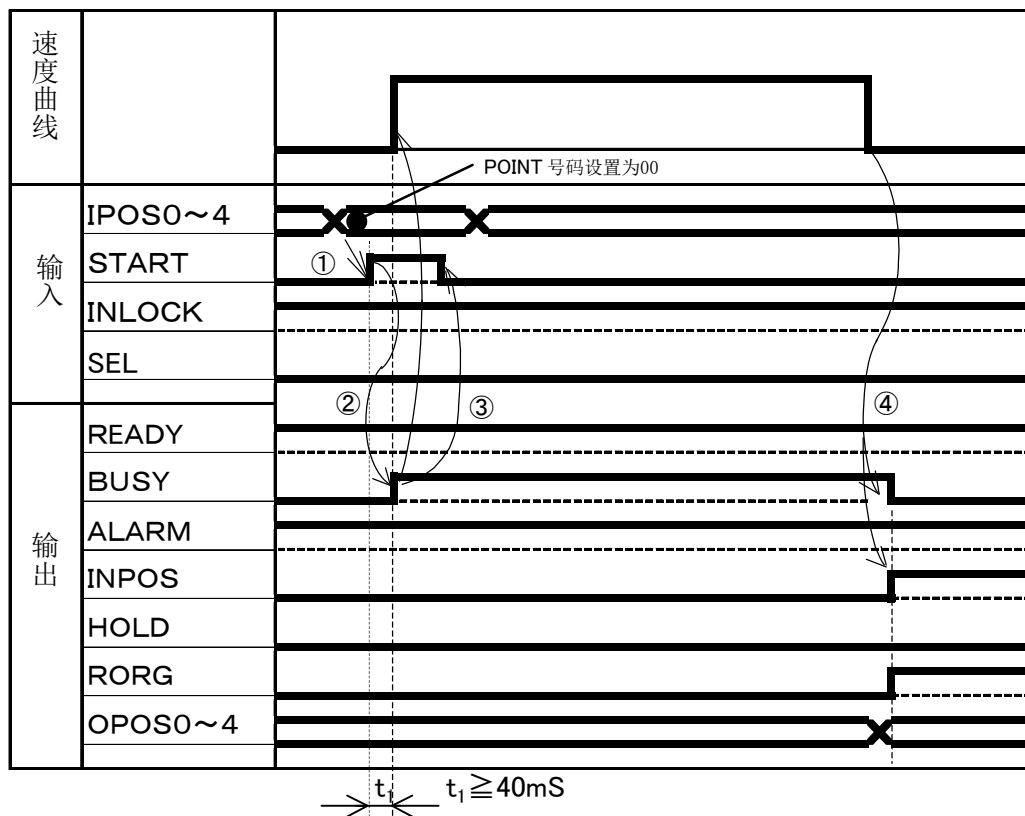 速度曲线
POINT 号码设置为00
输入
IPOS0～4
START
①
INLOCK
SEL
②
③
④
输出
READY
BUSY
ALARM
INPOS
HOLD
RORG
OPOS0～4
t₁
t₁≧40mS